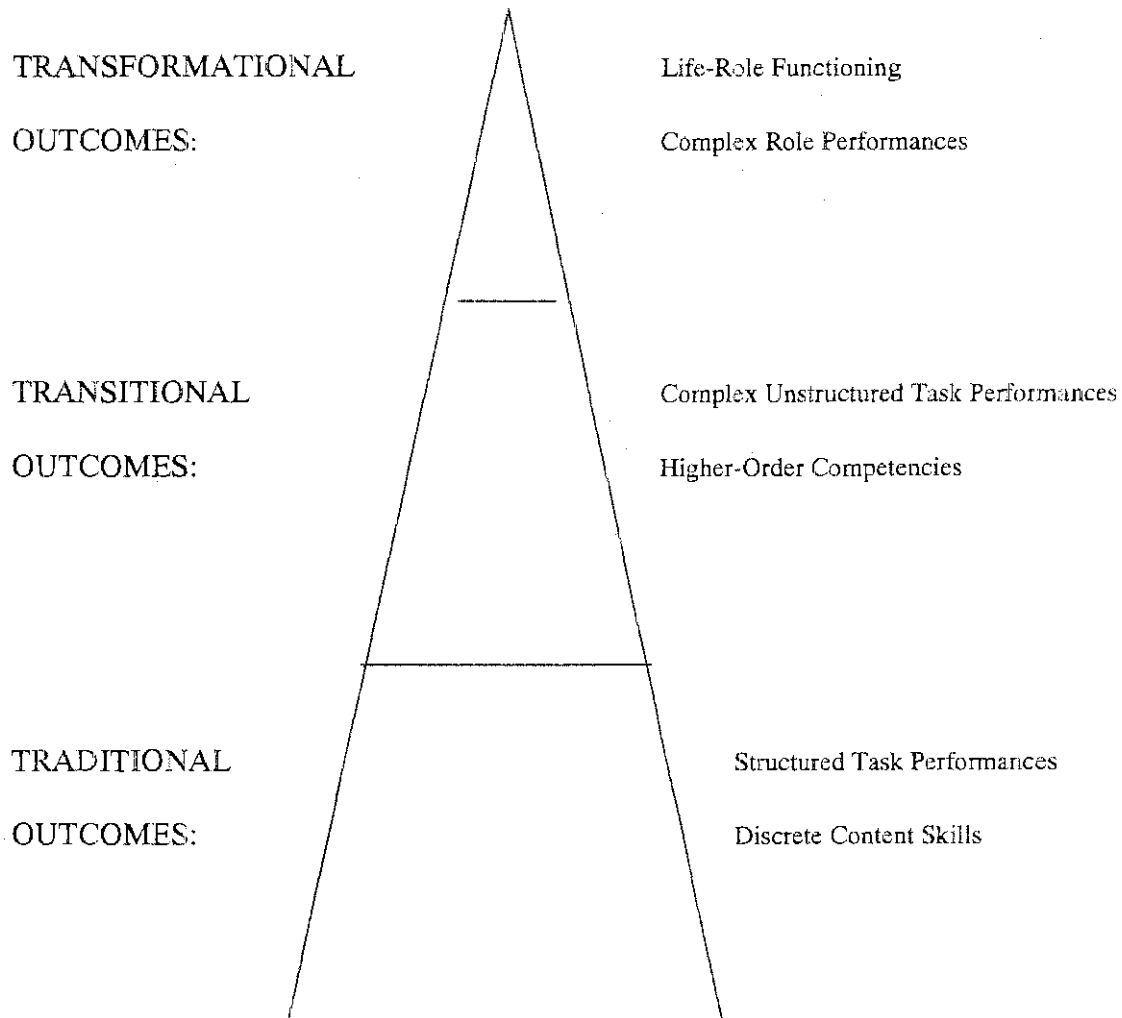 TRANSFORMATIONAL Life-Role Functioning
OUTCOMES: Complex Role Performances
TRANSITIONAL Complex Unstructured Task Performances
OUTCOMES: Higher-Order Competencies
TRADITIONAL Structured Task Performances
OUTCOMES: Discrete Content Skills